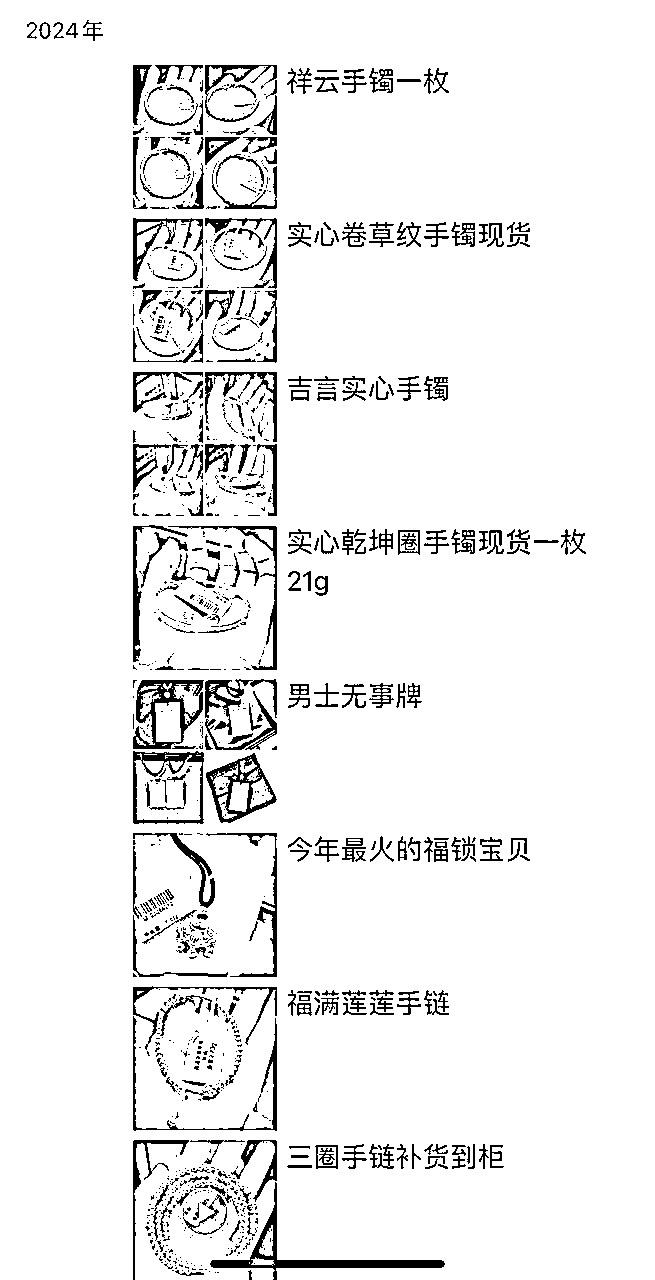 2024年
祥云手镯一枚
实心卷草纹手镯现货
吉言实心手镯
实心乾坤圈手镯现货一枚
21g
男士无事牌
今年最火的福锁宝贝
福满莲莲手链
三圈手链补货到柜